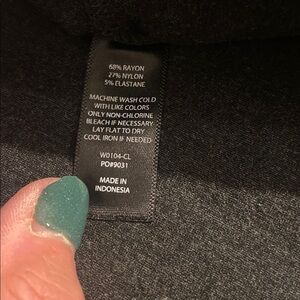 68% RAYON
27% NYLON
5% ELASTANE
MACHINE WASH COLD
WITH LIKE COLORS
ONLY NON-CHLORINE
BLEACH IF NECESSARY
LAY FLAT TO DRY
COOL IRON IF NEEDED
W0104-CL
PO#9031
MADE IN
INDONESIA